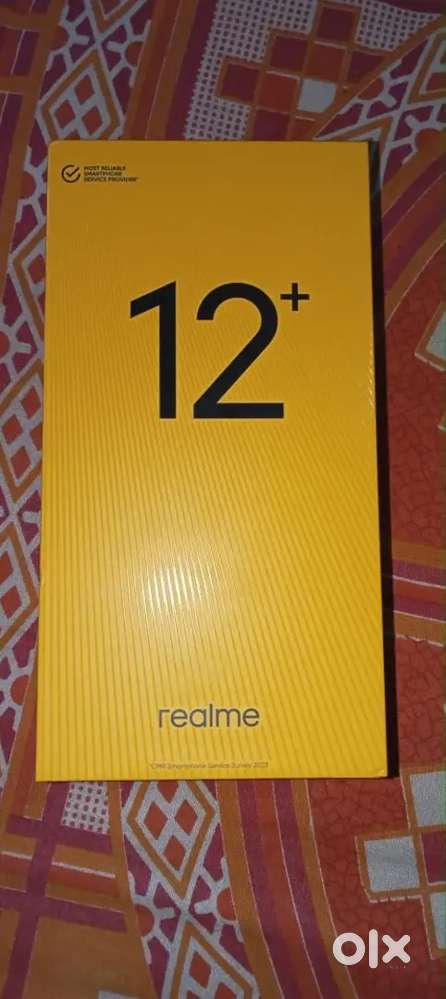 MOST RELIABLE
SMARTPHONE
SERVICE PROVIDER*
12+
realme
*CMR Smartphone Service Survey 2023
olx